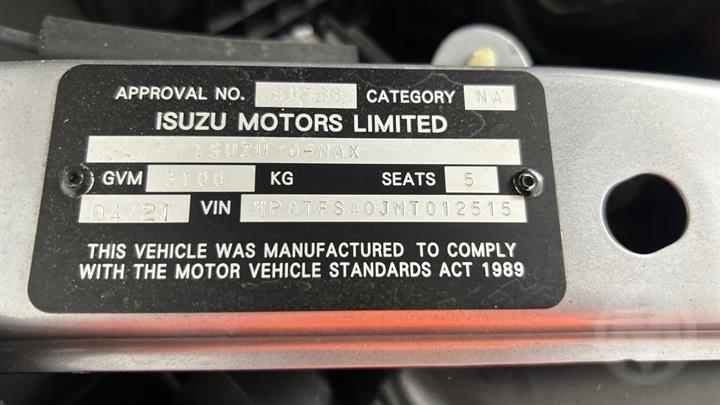 APPROVAL NO. CATEGORY NA
ISUZU MOTORS LIMITED
ISUZU D-MAX
GVM 3100 KG SEATS 5
04/21 VIN MPATFS40JMT012515
THIS VEHICLE WAS MANUFACTURED TO COMPLY
WITH THE MOTOR VEHICLE STANDARDS ACT 1989